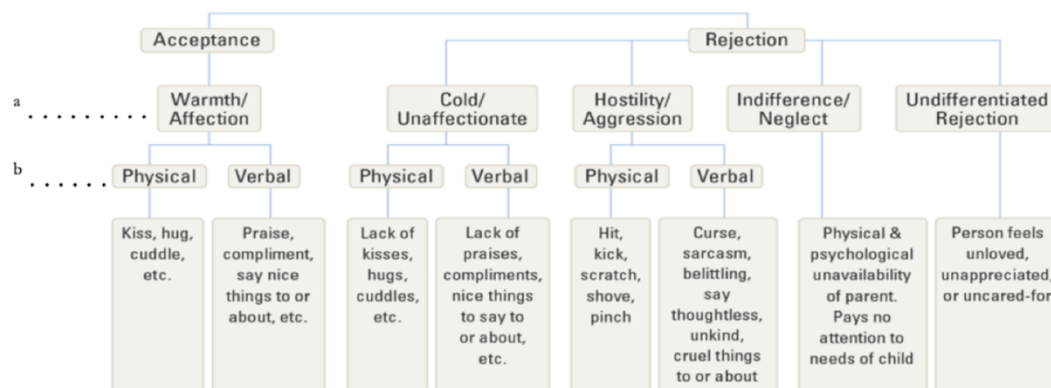 Acceptance
Rejection
a
Warmth/
Affection
Cold/
Unaffectionate
Hostility/
Aggression
Indifference/
Neglect
Undifferentiated
Rejection
b
Physical
Verbal
Physical
Verbal
Physical
Verbal
Kiss, hug,
cuddle,
etc.
Praise,
compliment,
say nice
things to or
about, etc.
Lack of
kisses,
hugs,
cuddles,
etc.
Lack of
praises,
compliments,
nice things
to say to
or about,
etc.
Hit,
kick,
scratch,
shove,
pinch
Curse,
sarcasm,
belittling,
say
thoughtless,
unkind,
cruel things
to or about
Physical &
psychological
unavailability
of parent.
Pays no
attention to
needs of child
Person feels
unloved,
unappreciated,
or uncared-for